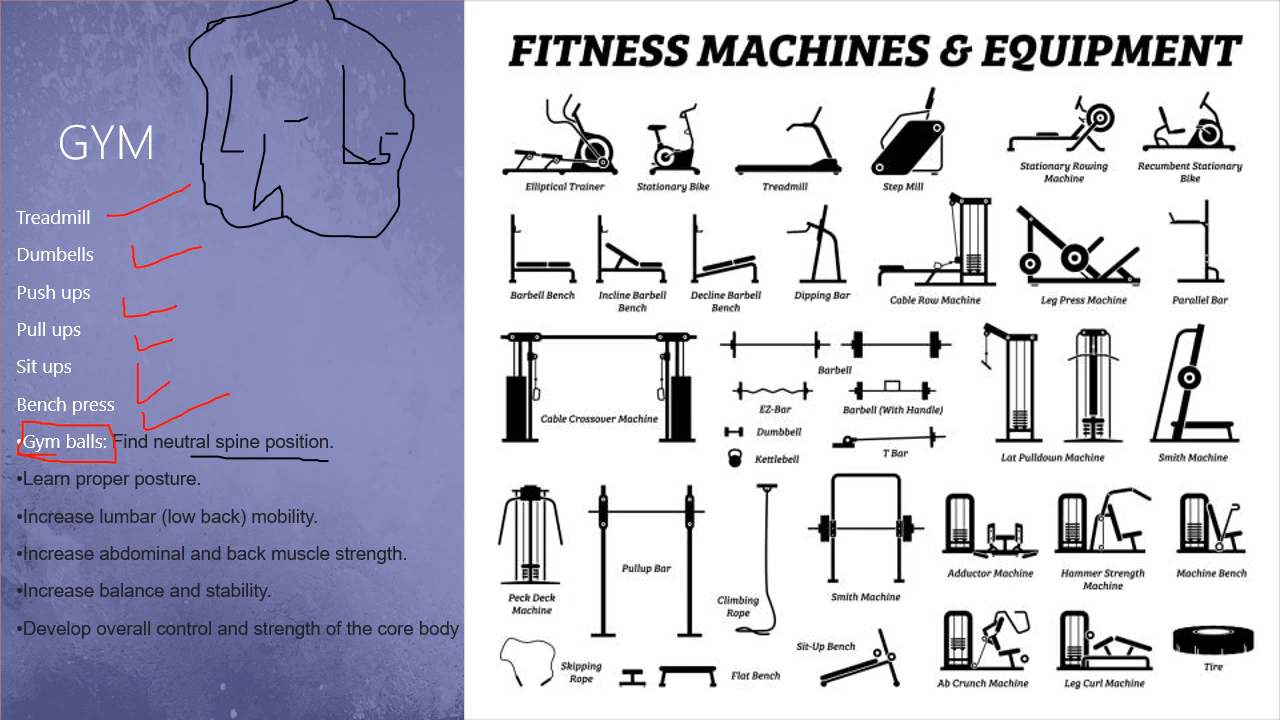 GYM
Treadmill
Dumbells
Push ups
Pull ups
Sit ups
Bench press
•Gym balls: Find neutral spine position.
•Learn proper posture.
•Increase lumbar (low back) mobility.
•Increase abdominal and back muscle strength.
•Increase balance and stability.
•Develop overall control and strength of the core body
FITNESS MACHINES & EQUIPMENT
Elliptical Trainer
Stationary Bike
Treadmill
Step Mill
Stationary Rowing
Machine
Recumbent Stationary
Bike
Barbell Bench
Incline Barbell
Bench
Decline Barbell
Bench
Dipping Bar
Cable Row Machine
Leg Press Machine
Parallel Bar
Cable Crossover Machine
Barbell
EZ-Bar
Barbell (With Handle)
Dumbbell
Kettlebell
T Bar
Lat Pulldown Machine
Smith Machine
Peck Deck
Machine
Pullup Bar
Climbing
Rope
Smith Machine
Adductor Machine
Hammer Strength
Machine
Machine Bench
Skipping
Rope
Flat Bench
Sit-Up Bench
Ab Crunch Machine
Leg Curl Machine
Tire